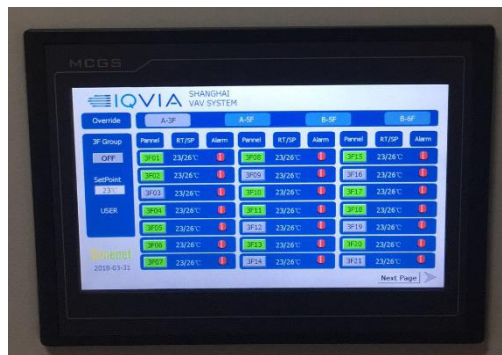 MCGS
IQVIA SHANGHAI VAV SYSTEM
Override A-3F A-5F B-5F B-6F
3F Group Pannel RT/SP Alarm Pannel RT/SP Alarm Pannel RT/SP Alarm
OFF 3F01 23/26℃ 3F08 23/26℃ 3F15 23/26℃
3F02 23/26℃ 3F09 23/26℃ 3F16 23/26℃
SetPoint 3F03 23/26℃ 3F10 23/26℃ 3F17 23/26℃
23℃
USER 3F04 23/26℃ 3F11 23/26℃ 3F18 23/26℃
3F05 23/26℃ 3F12 23/26℃ 3F19 23/26℃
3F06 23/26℃ 3F13 23/26℃ 3F20 23/26℃
2018-03-31 3F07 23/26℃ 3F14 23/26℃ 3F21 23/26℃
Next Page